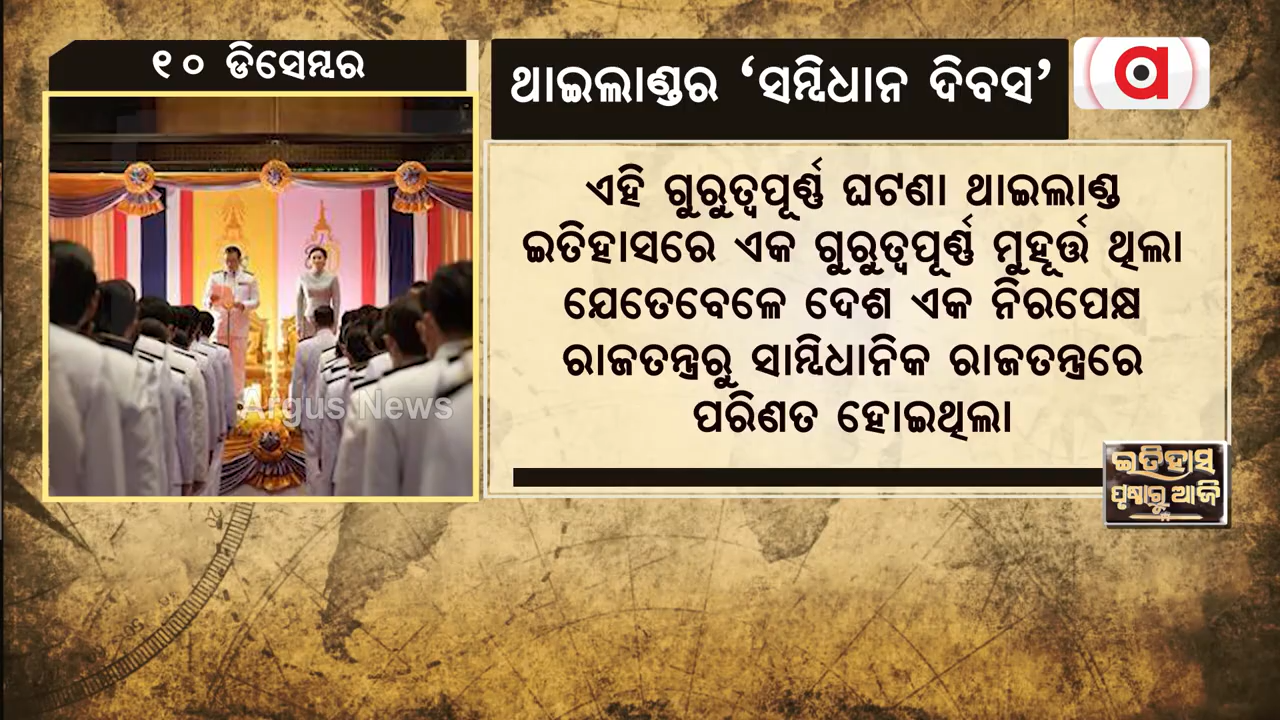 ୧୦ ଡିସେମ୍ବର
ଥାଇଲାଣ୍ଡର ‘ସମ୍ବିଧାନ ଦିବସ’
a
ଏହି ଗୁରୁତ୍ୱପୂର୍ଣ୍ଣ ଘଟଣା ଥାଇଲାଣ୍ଡ
ଇତିହାସରେ ଏକ ଗୁରୁତ୍ୱପୂର୍ଣ୍ଣ ମୁହୂର୍ତ୍ତ ଥିଲା
ଯେତେବେଳେ ଦେଶ ଏକ ନିରପେକ୍ଷ
ରାଜତନ୍ତ୍ରରୁ ସାମ୍ବିଧାନିକ ରାଜତନ୍ତ୍ରରେ
ପରିଣତ ହୋଇଥିଲା
Argus News
ଇତିହାସ
ପୃଷ୍ଠାରୁ ଆଜି